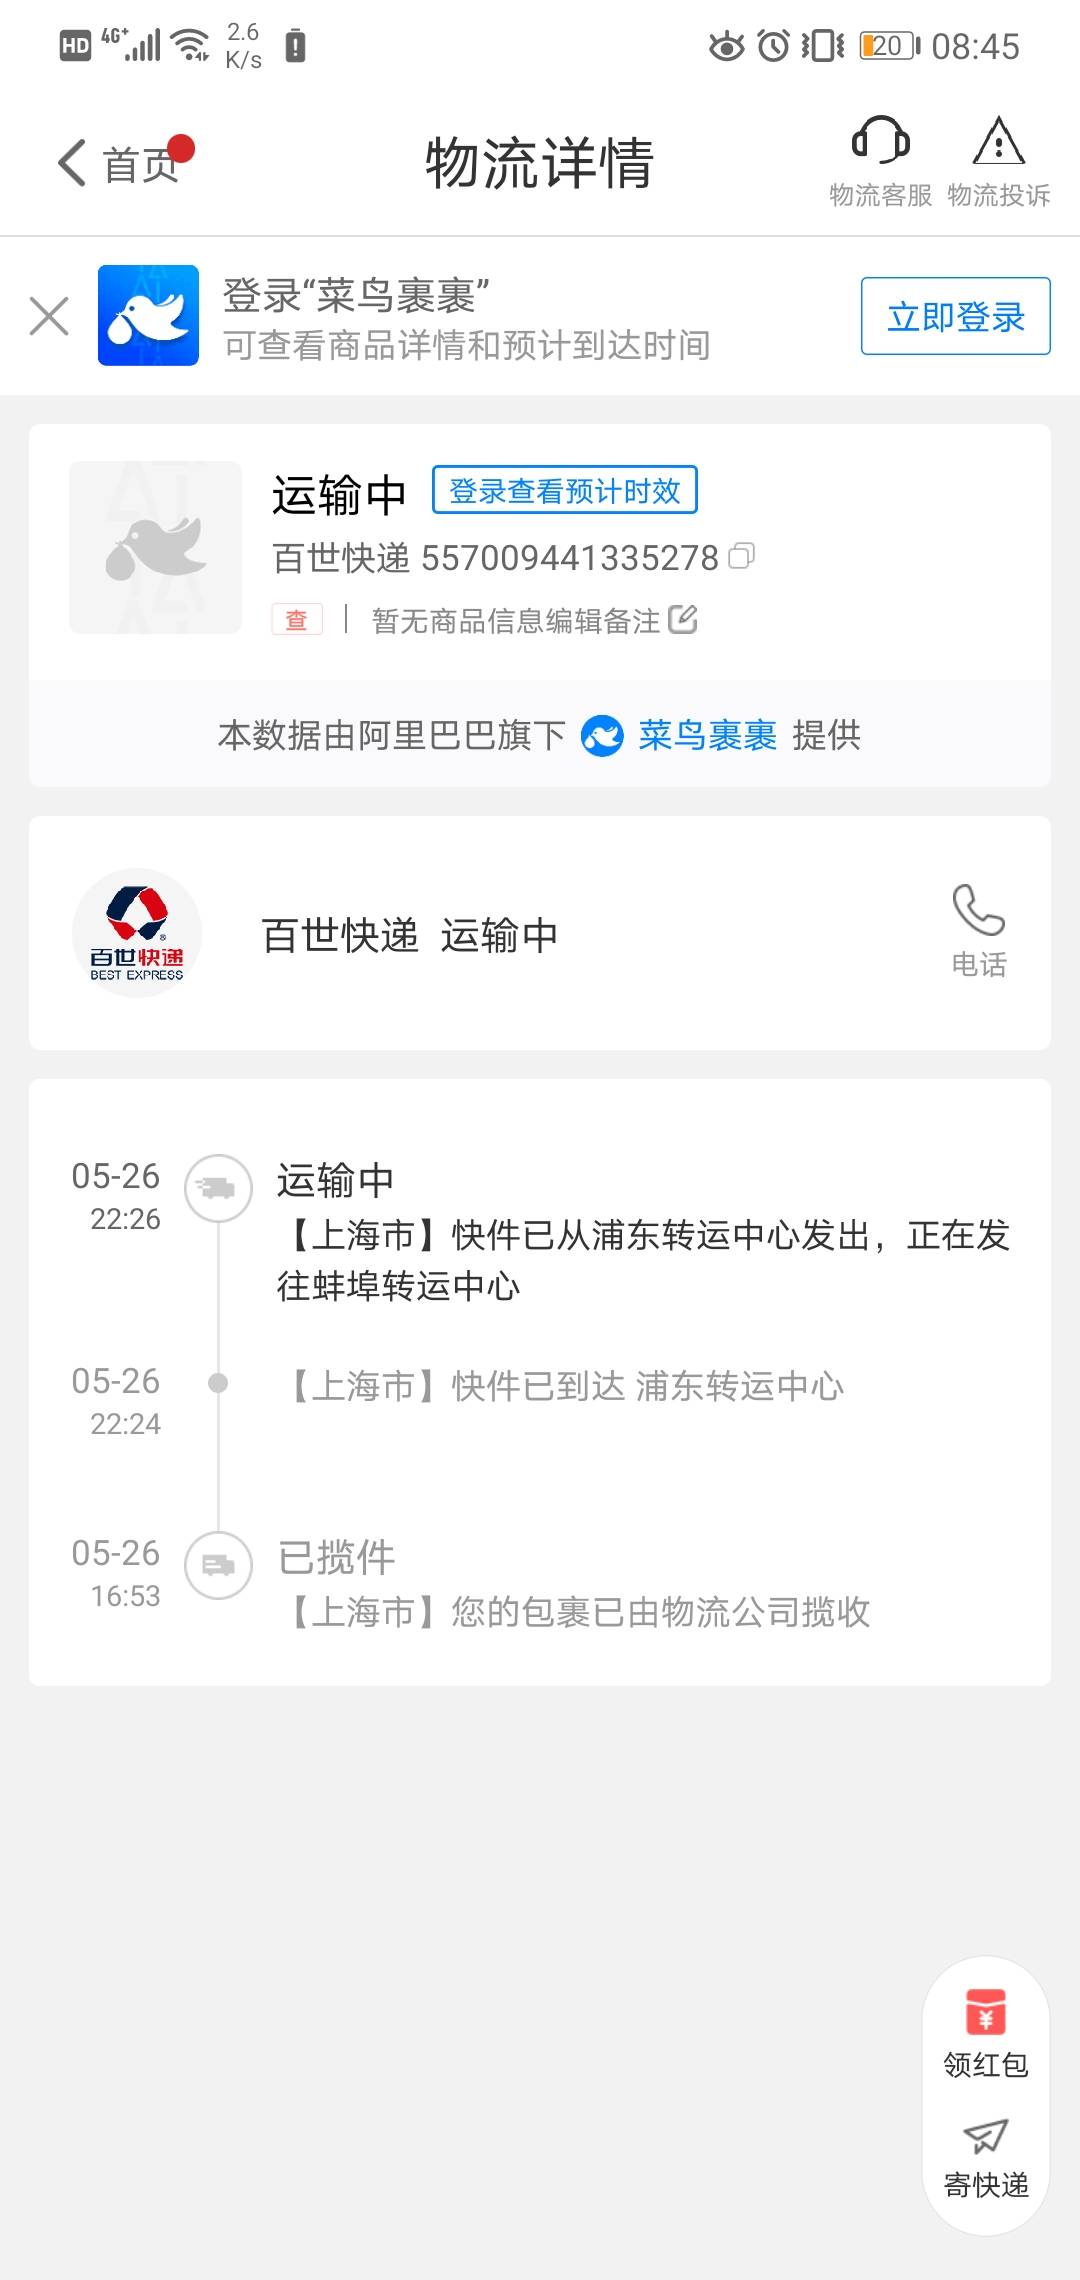 HD 4G+ 2.6 K/s 20 08:45
首页
物流详情
物流客服 物流投诉
登录“菜鸟裹裹”
可查看商品详情和预计到达时间
立即登录
运输中 登录查看预计时效
百世快递 557009441335278
查 | 暂无商品信息编辑备注
本数据由阿里巴巴旗下 菜鸟裹裹 提供
百世快递
BEST EXPRESS
百世快递 运输中
电话
05-26 运输中
22:26 【上海市】快件已从浦东转运中心发出，正在发
往蚌埠转运中心
05-26 【上海市】快件已到达 浦东转运中心
22:24
05-26 已揽件
16:53 【上海市】您的包裹已由物流公司揽收
领红包
寄快递